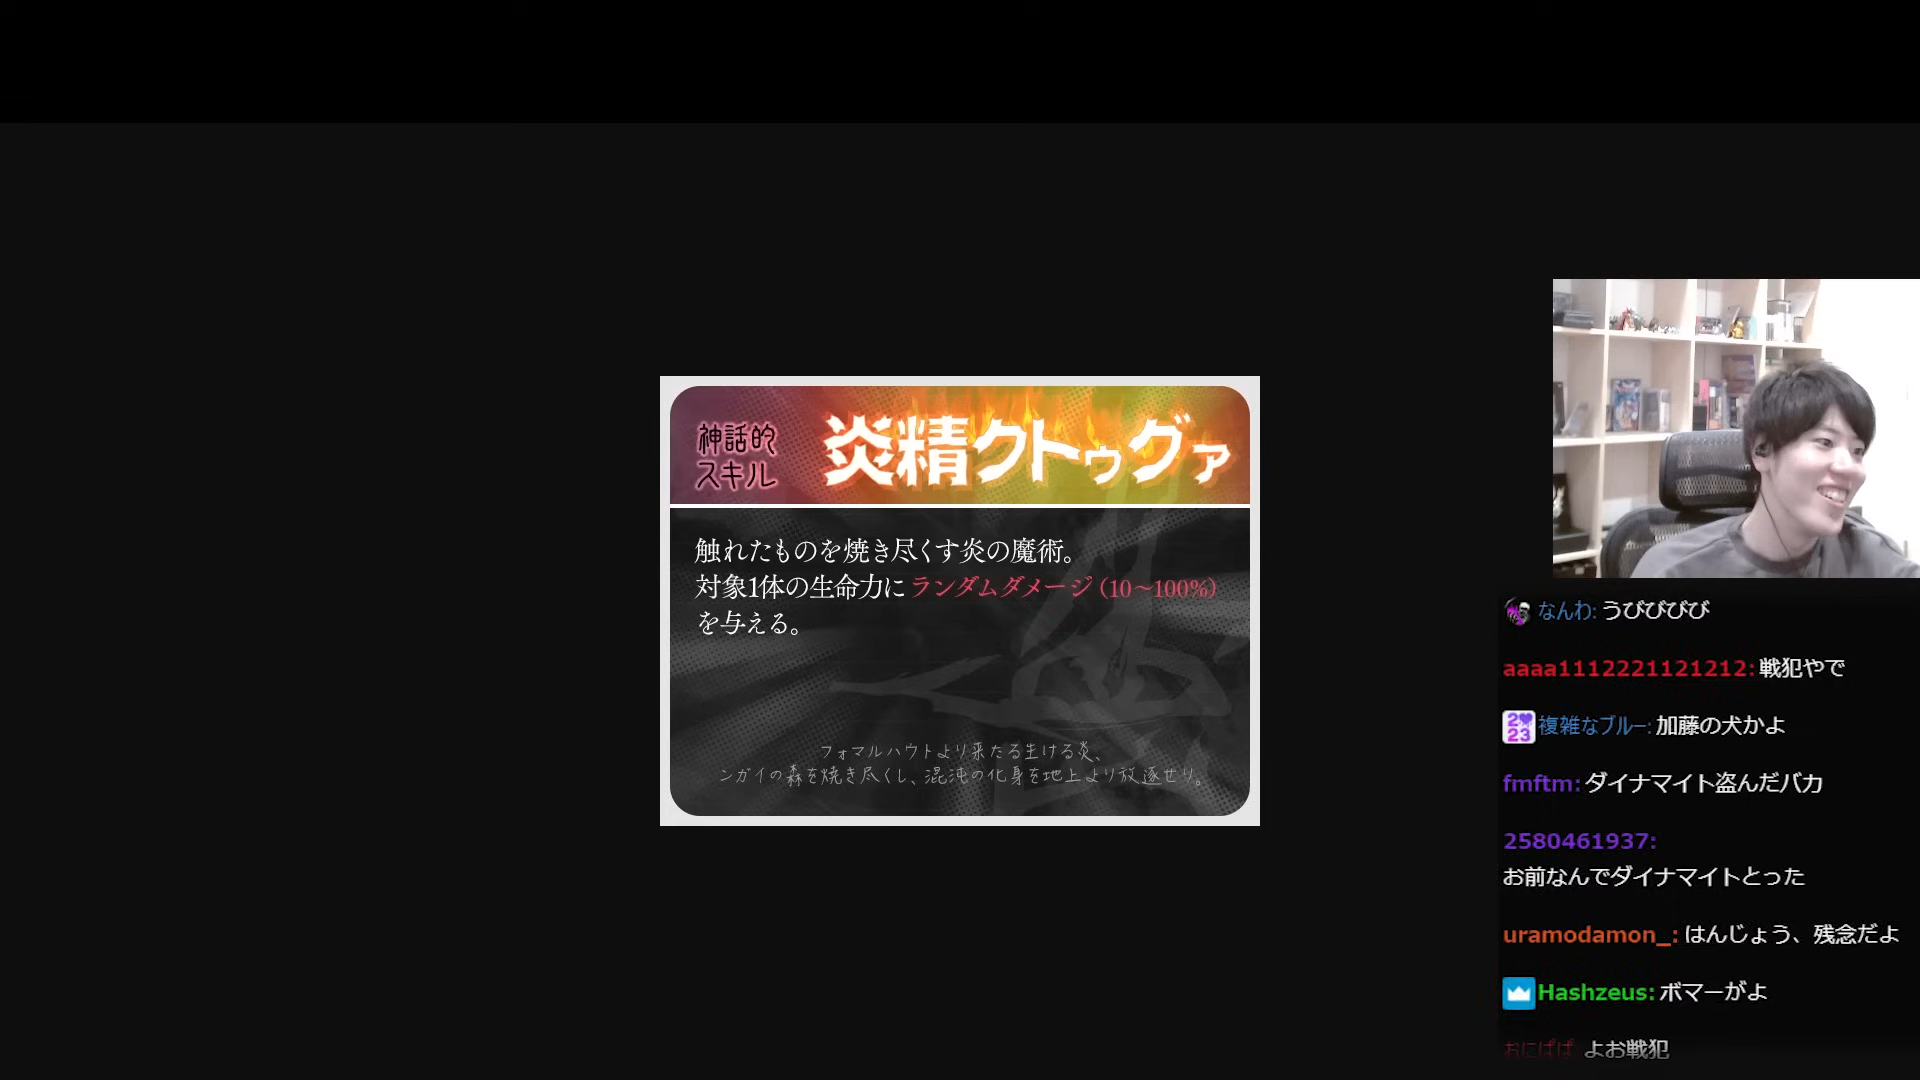 神話的
スキル
炎精クトゥグァ
触れたものを焼き尽くす炎の魔術。
対象1体の生命力にランダムダメージ（10～100%）
を与える。
フォマルハウトより来たる生ける炎、
ンガイの森を焼き尽くし、混沌の化身を地上より放逐せり。
なんわ: うびびびび
aaaa1112221121212: 戦犯やで
2 23
複雑なブルー: 加藤の犬かよ
fmftm: ダイナマイト盗んだバカ
2580461937:
お前なんでダイナマイトとった
uramodamon_: はんじょう、残念だよ
Hashzeus: ボマーがよ
おにぱぱ: よお戦犯